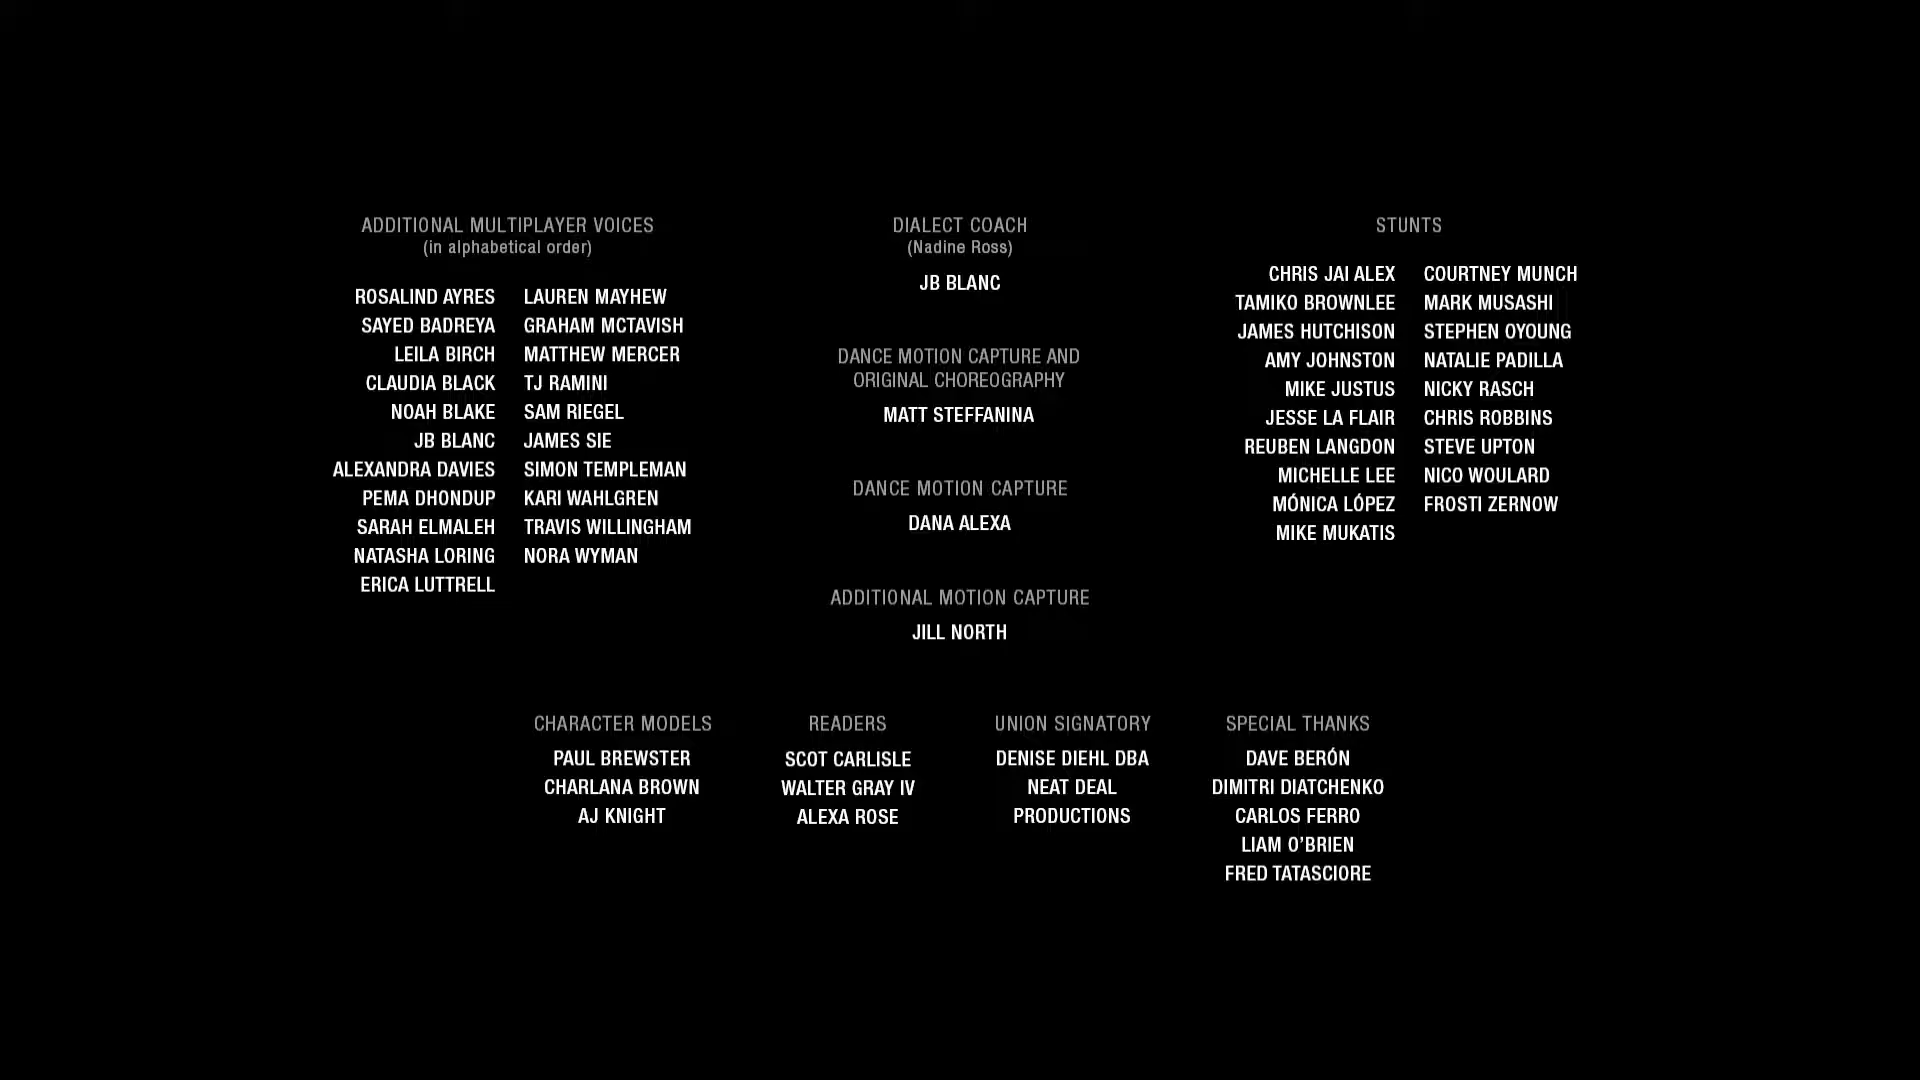 ADDITIONAL MULTIPLAYER VOICES
(in alphabetical order)
ROSALIND AYRES
SAYED BADREYA
LEILA BIRCH
CLAUDIA BLACK
NOAH BLAKE
JB BLANC
ALEXANDRA DAVIES
PEMA DHONDUP
SARAH ELMALEH
NATASHA LORING
ERICA LUTTRELL
LAUREN MAYHEW
GRAHAM MCTAVISH
MATTHEW MERCER
TJ RAMINI
SAM RIEGEL
JAMES SIE
SIMON TEMPLEMAN
KARI WAHLGREN
TRAVIS WILLINGHAM
NORA WYMAN
DIALECT COACH
(Nadine Ross)
JB BLANC
DANCE MOTION CAPTURE AND
ORIGINAL CHOREOGRAPHY
MATT STEFFANINA
DANCE MOTION CAPTURE
DANA ALEXA
ADDITIONAL MOTION CAPTURE
JILL NORTH
STUNTS
CHRIS JAI ALEX
TAMIKO BROWNLEE
JAMES HUTCHISON
AMY JOHNSTON
MIKE JUSTUS
JESSE LA FLAIR
REUBEN LANGDON
MICHELLE LEE
MÓNICA LÓPEZ
MIKE MUKATIS
COURTNEY MUNCH
MARK MUSASHI
STEPHEN OYOUNG
NATALIE PADILLA
NICKY RASCH
CHRIS ROBBINS
STEVE UPTON
NICO WOULARD
FROSTI ZERNOW
CHARACTER MODELS
PAUL BREWSTER
CHARLANA BROWN
AJ KNIGHT
READERS
SCOT CARLISLE
WALTER GRAY IV
ALEXA ROSE
UNION SIGNATORY
DENISE DIEHL DBA
NEAT DEAL
PRODUCTIONS
SPECIAL THANKS
DAVE BERÓN
DIMITRI DIATCHENKO
CARLOS FERRO
LIAM O’BRIEN
FRED TATASCIORE